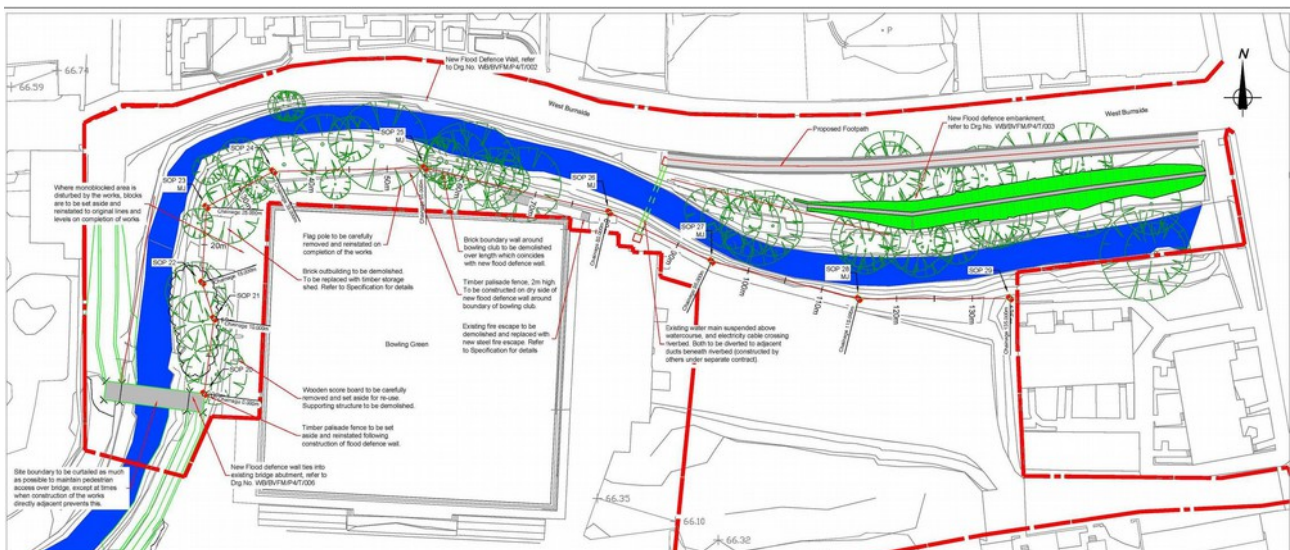 66.74
66.59
New Flood Defence Wall, refer
to Drg.No. WB/BVFM/P4/T/002
West Burnside
West Burnside
P
N
Proposed Footpath
New Flood defence embankment,
refer to Drg.No. WB/BVFM/P4/T/003
SOP 25
MJ
SOP 24
SOP 23
MJ
SOP 26
MJ
SOP 27
MJ
SOP 22
SOP 21
SOP 20
SOP 28
MJ
SOP 29
Where monoblocked area is
disturbed by the works, blocks
are to be set aside and
reinstated to original lines and
levels on completion of works
20m
50m
90m
100m
110m
120m
130m
Flag pole to be carefully
removed and reinstated on
completion of the works
Brick outbuilding to be demolished.
To be replaced with timber storage
shed. Refer to Specification for details
Brick boundary wall around
bowling club to be demolished
over length which coincides
with new flood defence wall.
Timber palisade fence, 2m high
To be constructed on dry side of
new flood defence wall around
boundary of bowling club.
Existing fire escape to be
demolished and replaced with
new steel fire escape. Refer
to Specification for details
Existing water main suspended above
watercourse, and electricity cable crossing
riverbed. Both to be diverted to adjacent
ducts beneath riverbed (constructed by
others under separate contract).
Bowling Green
Wooden score board to be carefully
removed and set aside for re-use.
Supporting structure to be demolished.
Timber palisade fence to be set
aside and reinstated following
construction of flood defence wall.
New Flood defence wall ties into
existing bridge abutment, refer to
Drg.No. WB/BVFM/P4/T/006
Site boundary to be curtailed as much
as possible to maintain pedestrian
access over bridge, except at times
when construction of the works
directly adjacent prevents this.
66.35
66.10
66.32